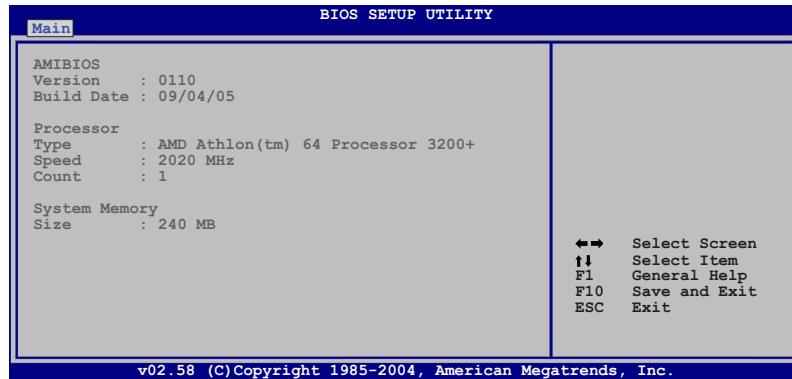 BIOS SETUP UTILITY
Main
AMIBIOS
Version : 0110
Build Date : 09/04/05
Processor
Type : AMD Athlon(tm) 64 Processor 3200+
Speed : 2020 MHz
Count : 1
System Memory
Size : 240 MB
←→ Select Screen
↑↓ Select Item
F1 General Help
F10 Save and Exit
ESC Exit
v02.58 (C)Copyright 1985-2004, American Megatrends, Inc.